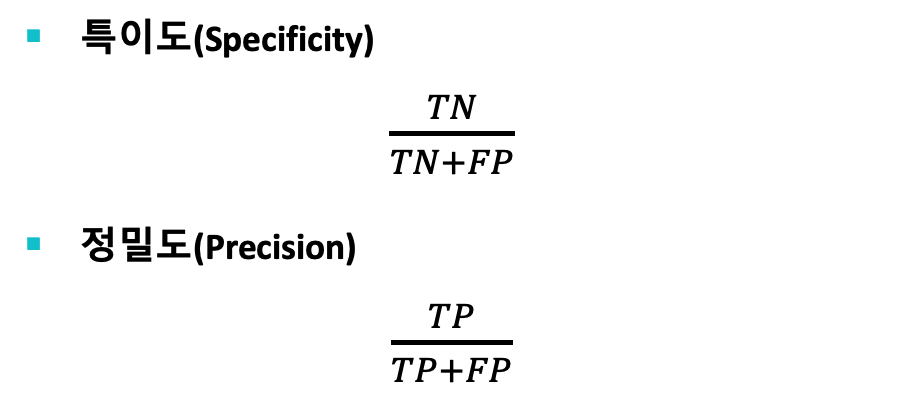 특이도(Specificity)
TN
TN+FP
정밀도(Precision)
TP
TP+FP